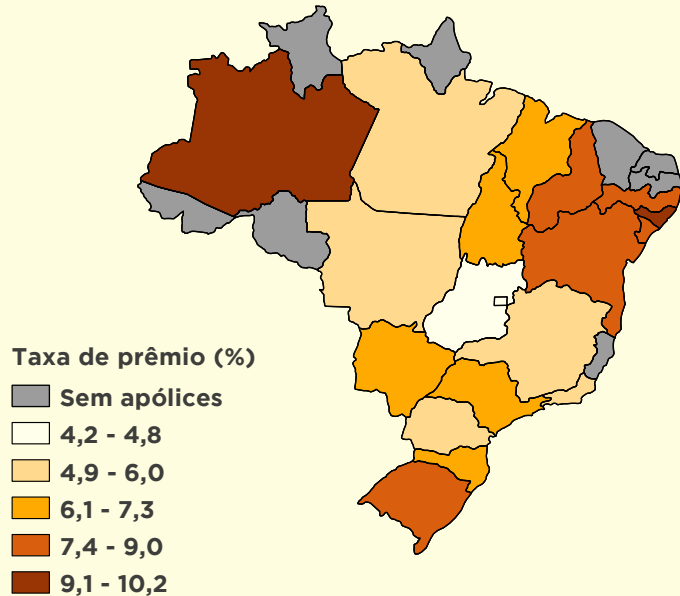 Taxa de prêmio (%)
Sem apólices
4,2 - 4,8
4,9 - 6,0
6,1 - 7,3
7,4 - 9,0
9,1 - 10,2